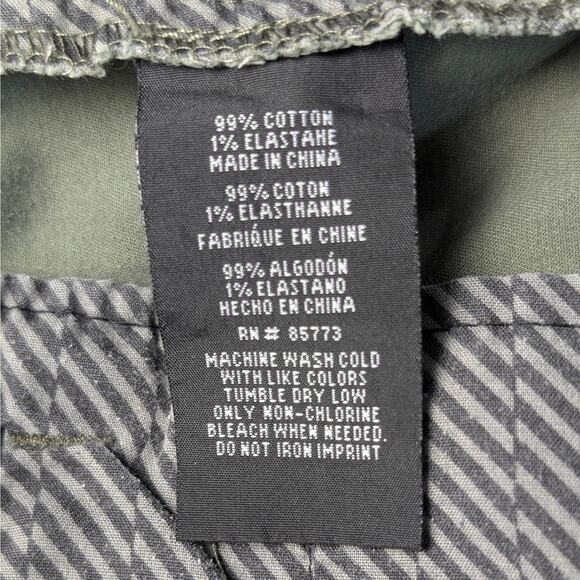 99% COTTON
1% ELASTAHE
MADE IN CHINA
99% COTON
1% ELASTHANNE
FABRIQUE EN CHINE
99% ALGODÓN
1% ELASTANO
HECHO EN CHINA
RN# 85773
MACHINE WASH COLD
WITH LIKE COLORS
TUMBLE DRY LOW
ONLY NON-CHLORINE
BLEACH WHEN NEEDED.
DO NOT IRON IMPRINT